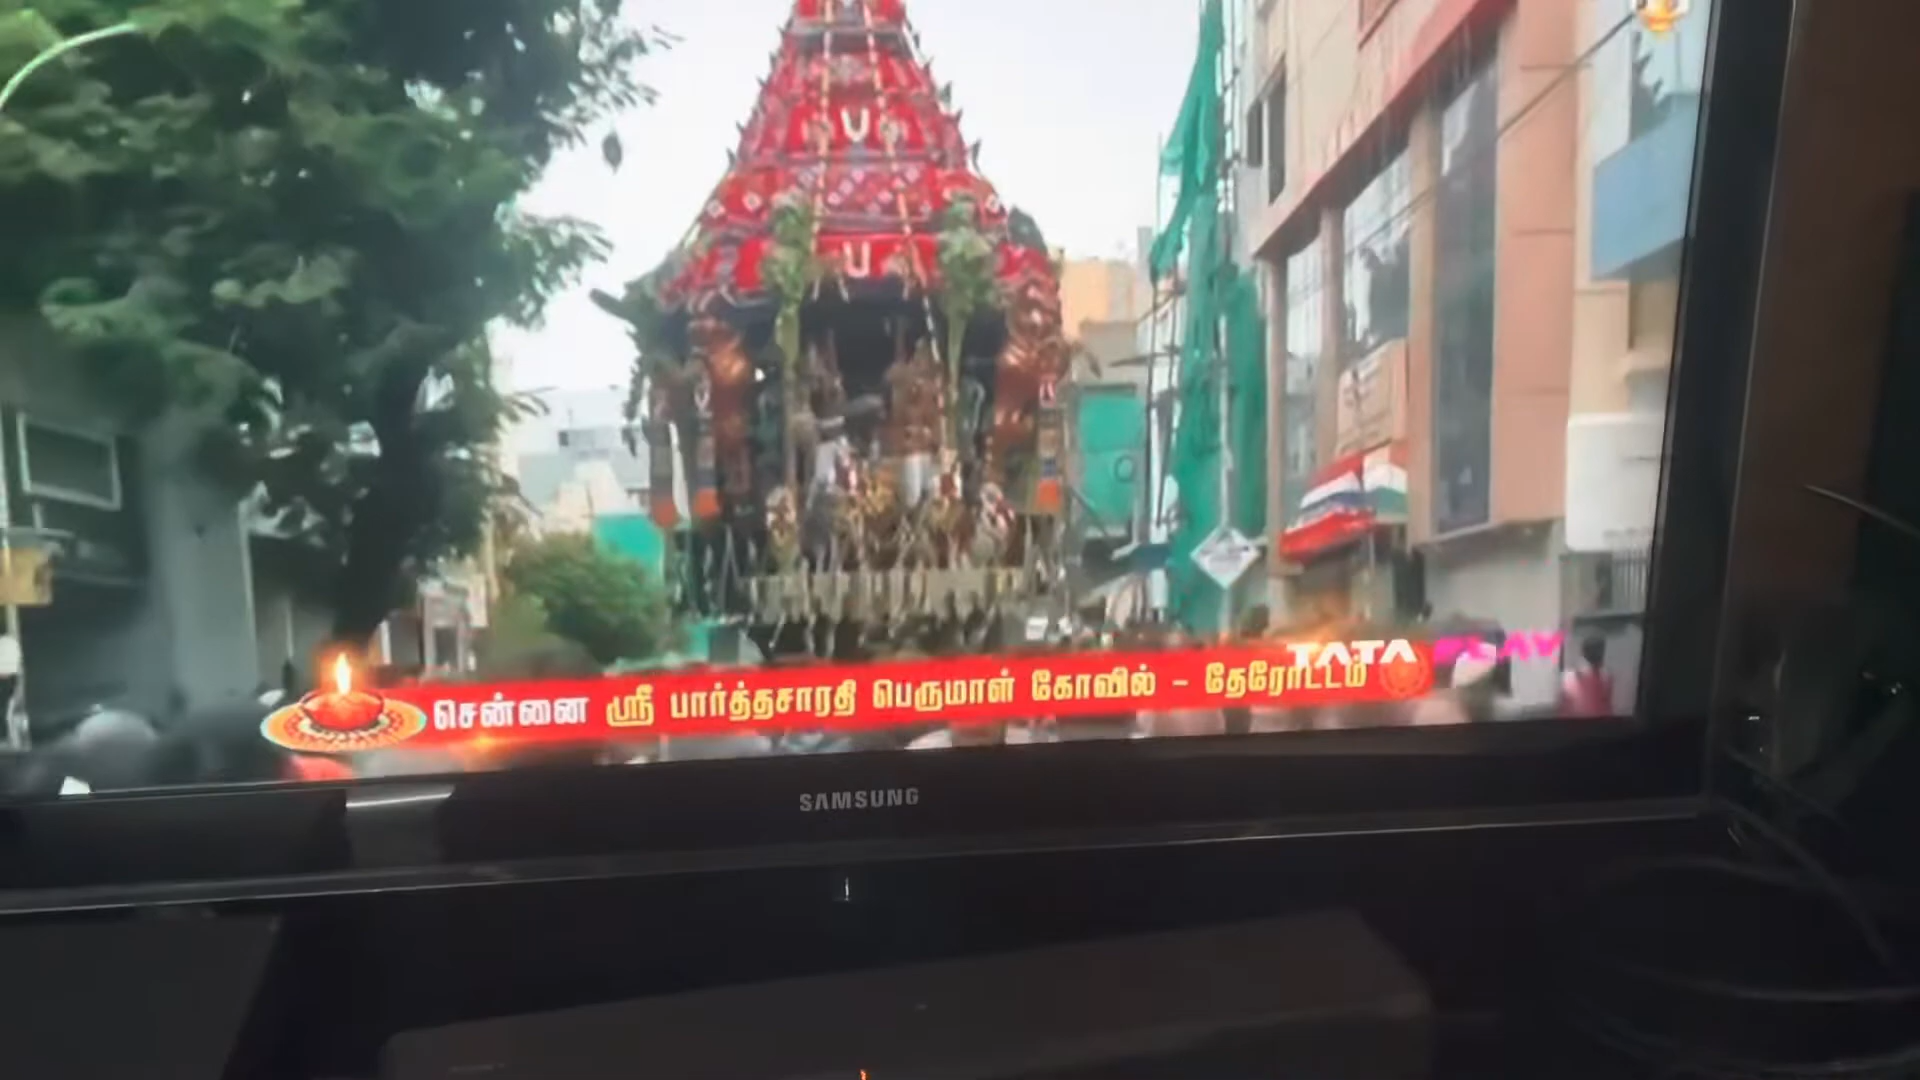 TATA PLAY
சென்னை ஸ்ரீ பார்த்தசாரதி பெருமாள் கோவில் - தேரோட்டம்
SAMSUNG